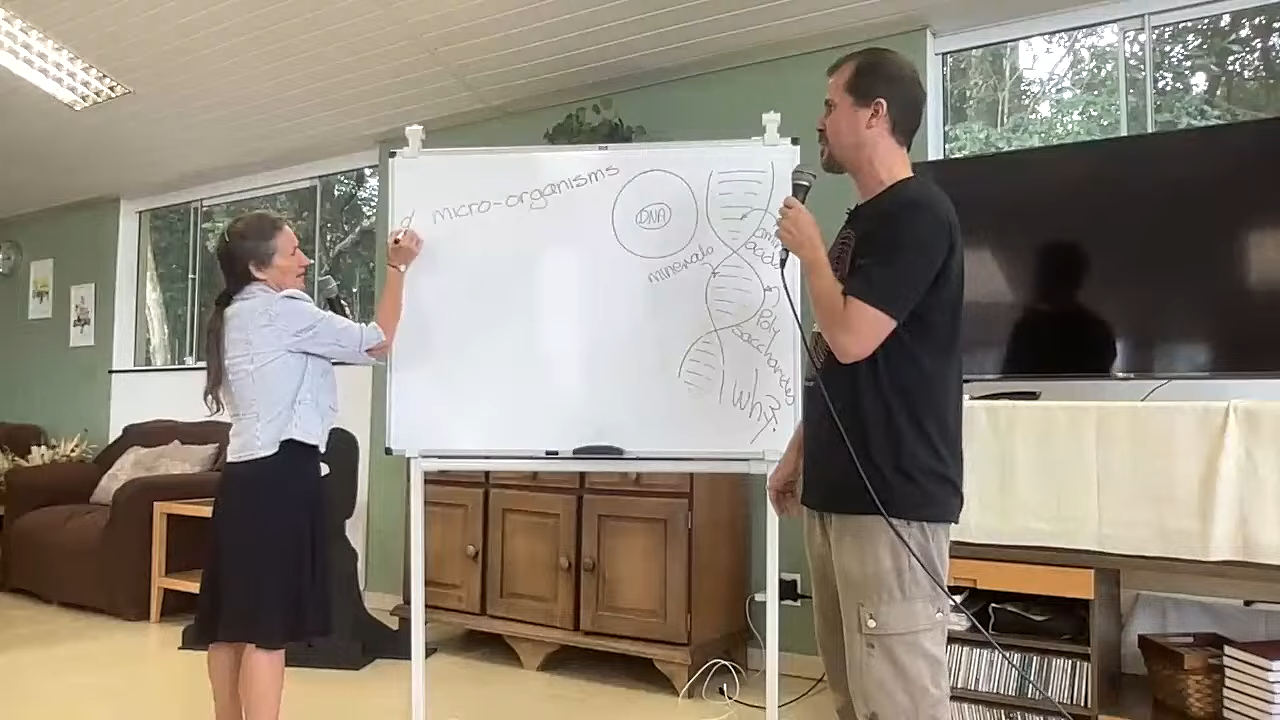 micro-organisms
DNA
amino
acids
minerals
Poly
saccharides
Why?